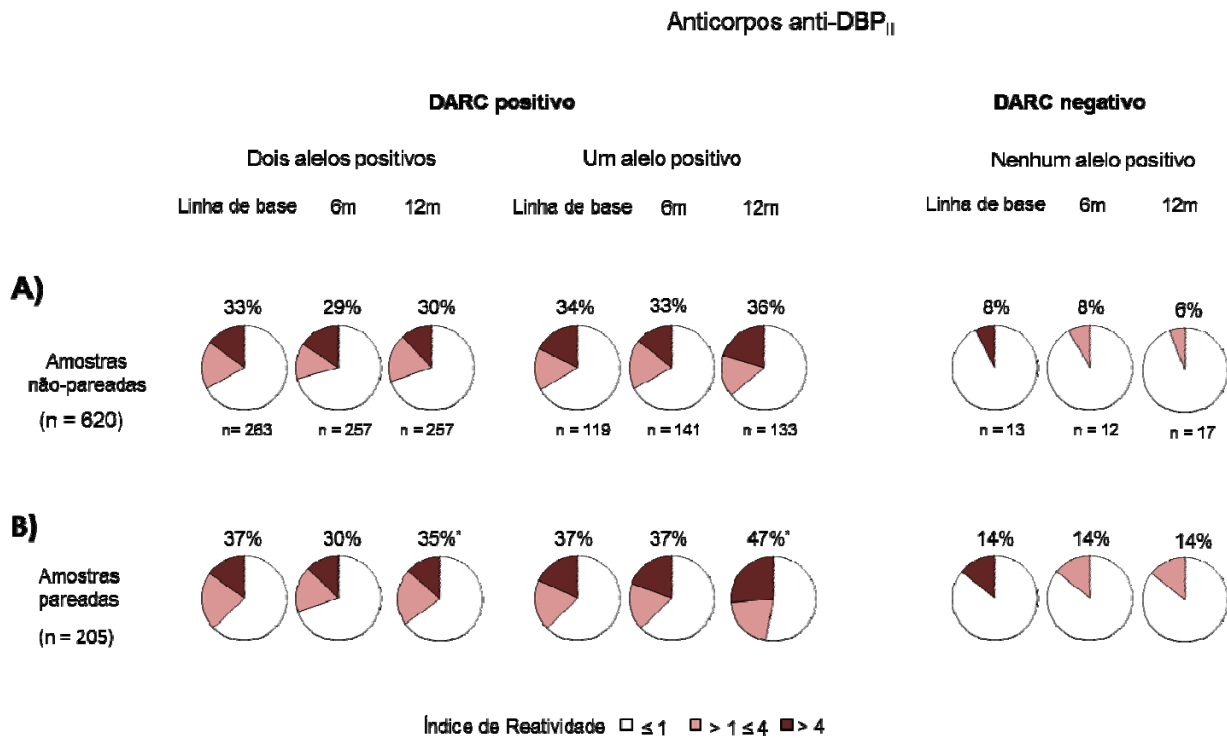 Anticorpos anti-DBPII
DARC positivo
DARC negativo
Dois alelos positivos
Um alelo positivo
Nenhum alelo positivo
Linha de base 6m 12m
Linha de base 6m 12m
Linha de base 6m 12m
A)
33% 29% 30% 34% 33% 36% 8% 8% 6%
Amostras
não-pareadas
(n = 620)
n= 263 n = 257 n = 257 n = 119 n = 141 n = 133 n = 13 n = 12 n = 17
B)
37% 30% 35%* 37% 37% 47%* 14% 14% 14%
Amostras
pareadas
(n = 205)
Índice de Reatividade ≤ 1 > 1 ≤ 4 > 4